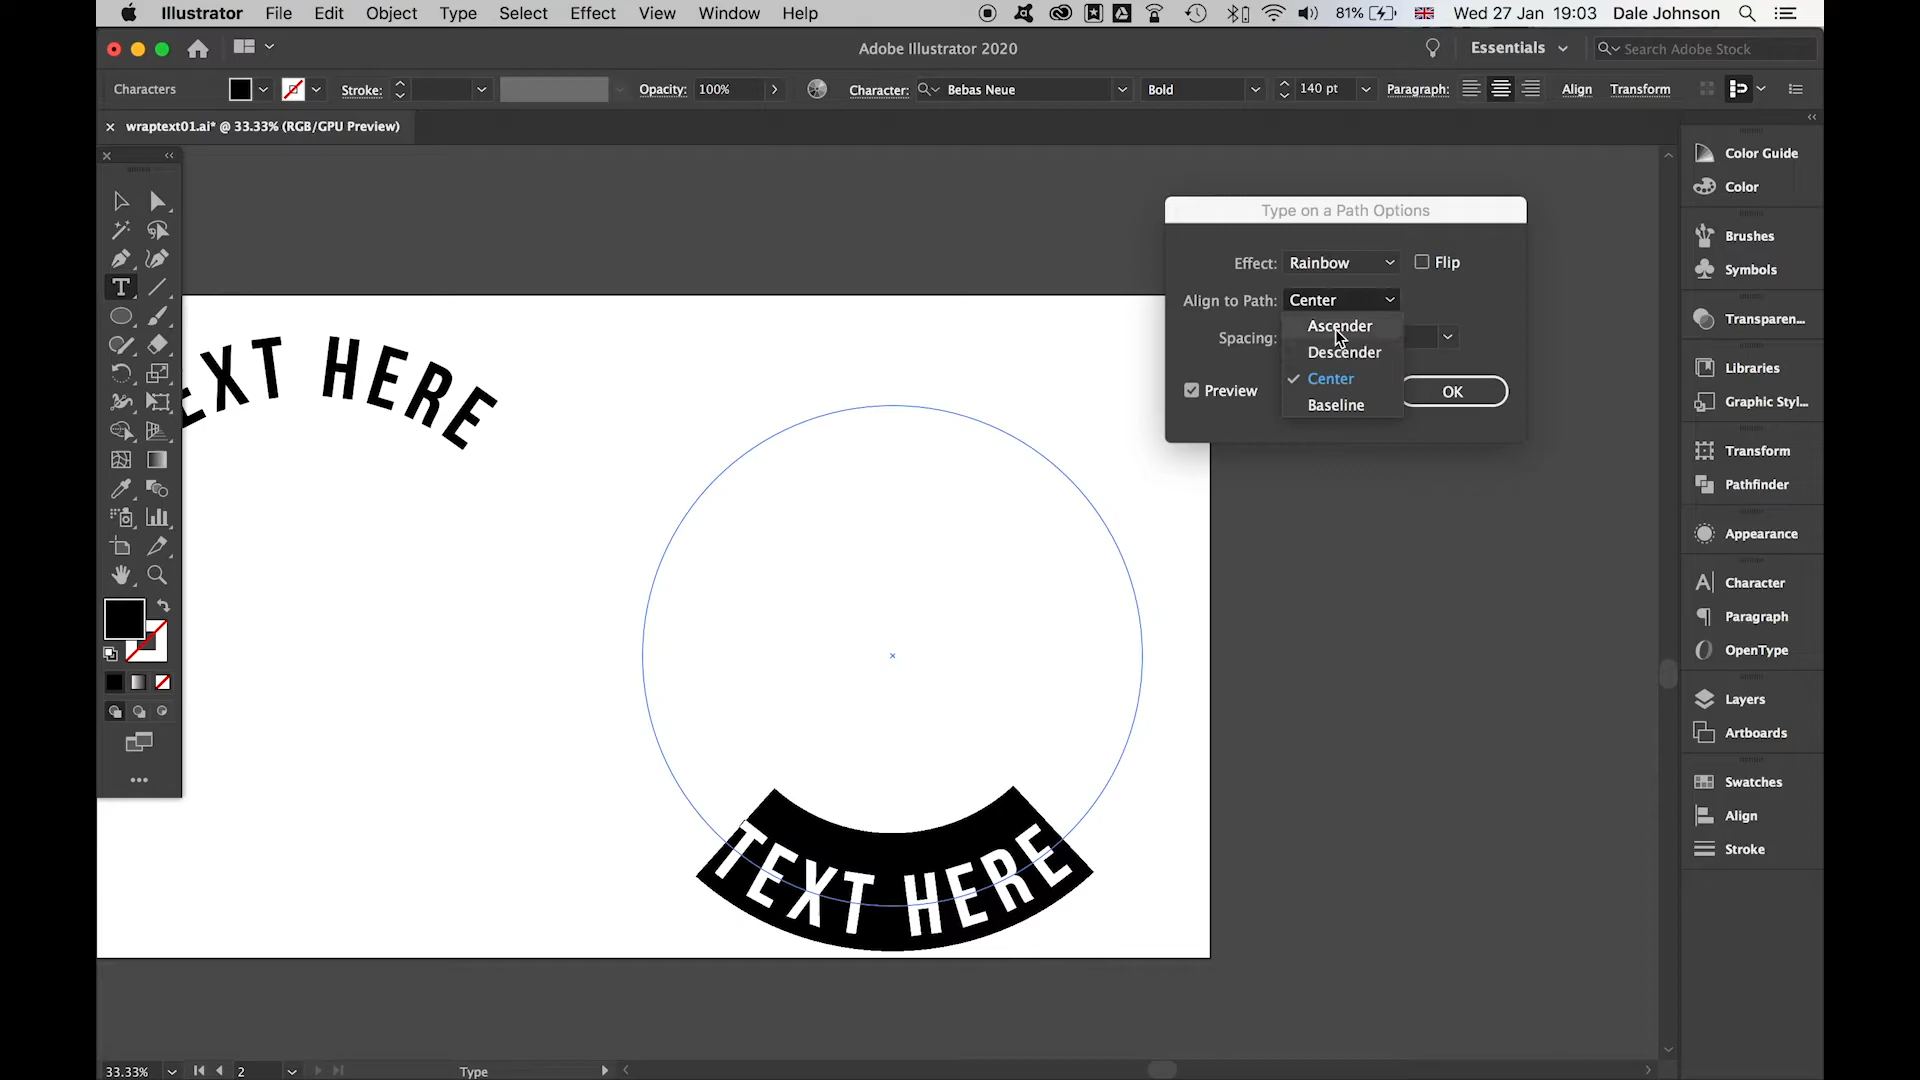 Illustrator File Edit Object Type Select Effect View Window Help 81% Wed 27 Jan 19:03 Dale Johnson
Adobe Illustrator 2020 Essentials Search Adobe Stock
Characters Stroke: Opacity: 100% Character: Bebas Neue Bold 140 pt Paragraph: Align Transform
wraptext01.ai* @ 33.33% (RGB/GPU Preview)
Type on a Path Options
Effect: Rainbow Flip
Align to Path: Center
Ascender
Spacing:
Descender
Center
Preview
OK
Baseline
EXT HERE
TEXT HERE
Color Guide
Color
Brushes
Symbols
Transparen...
Libraries
Graphic Styl...
Transform
Pathfinder
Appearance
Character
Paragraph
OpenType
Layers
Artboards
Swatches
Align
Stroke
33.33% 2 Type